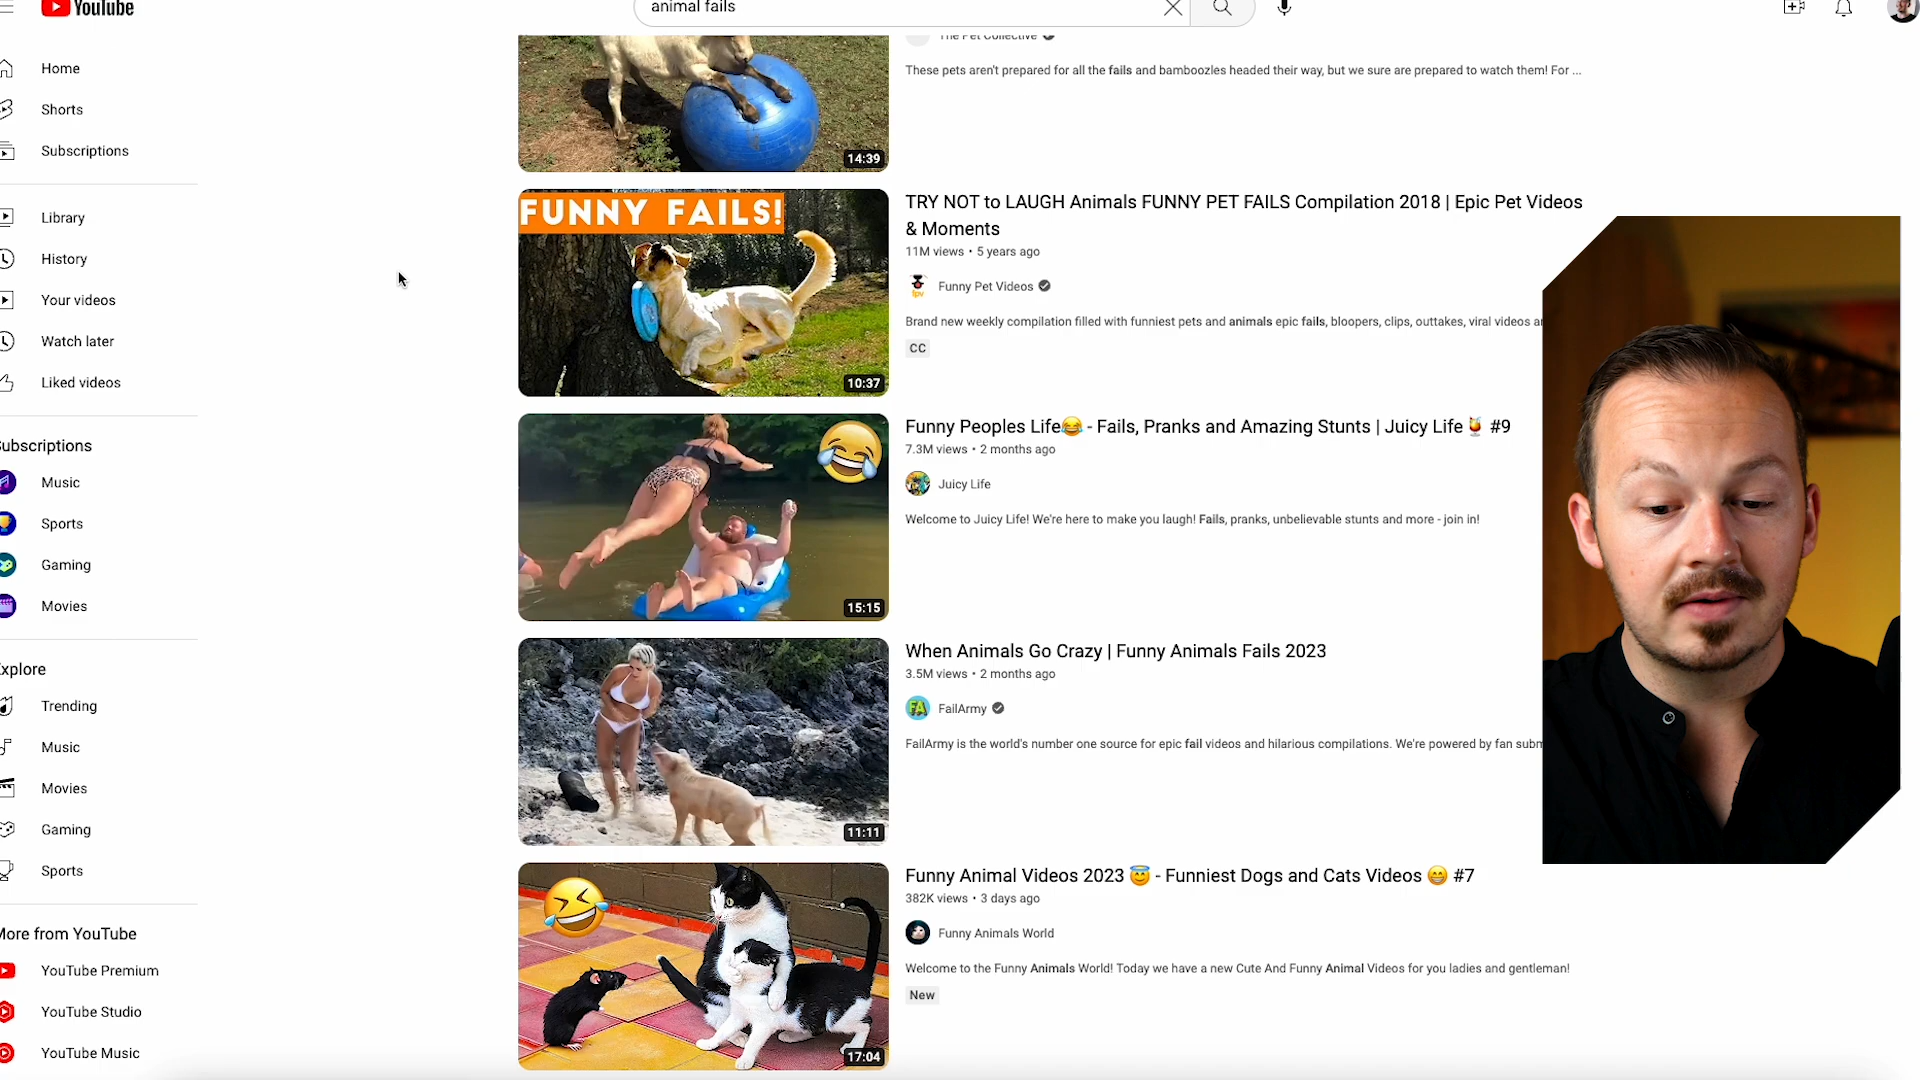 YouTube
animal fails
Home
Shorts
Subscriptions
Library
History
Your videos
Watch later
Liked videos
ubscriptions
Music
Sports
Gaming
Movies
Explore
Trending
Music
Movies
Gaming
Sports
More from YouTube
YouTube Premium
YouTube Studio
YouTube Music
14:39
The Pet Collective
These pets aren't prepared for all the fails and bamboozles headed their way, but we sure are prepared to watch them! For ...
FUNNY FAILS!
10:37
TRY NOT to LAUGH Animals FUNNY PET FAILS Compilation 2018 | Epic Pet Videos
& Moments
11M views • 5 years ago
fpv
Funny Pet Videos
Brand new weekly compilation filled with funniest pets and animals epic fails, bloopers, clips, outtakes, viral videos a
CC
15:15
Funny Peoples Life😂 - Fails, Pranks and Amazing Stunts | Juicy Life🍹 #9
7.3M views • 2 months ago
Juicy Life
Welcome to Juicy Life! We're here to make you laugh! Fails, pranks, unbelievable stunts and more - join in!
11:11
When Animals Go Crazy | Funny Animals Fails 2023
3.5M views • 2 months ago
FA
FailArmy
FailArmy is the world's number one source for epic fail videos and hilarious compilations. We're powered by fan subm
17:04
Funny Animal Videos 2023 😇 - Funniest Dogs and Cats Videos 😁 #7
382K views • 3 days ago
Funny Animals World
Welcome to the Funny Animals World! Today we have a new Cute And Funny Animal Videos for you ladies and gentleman!
New